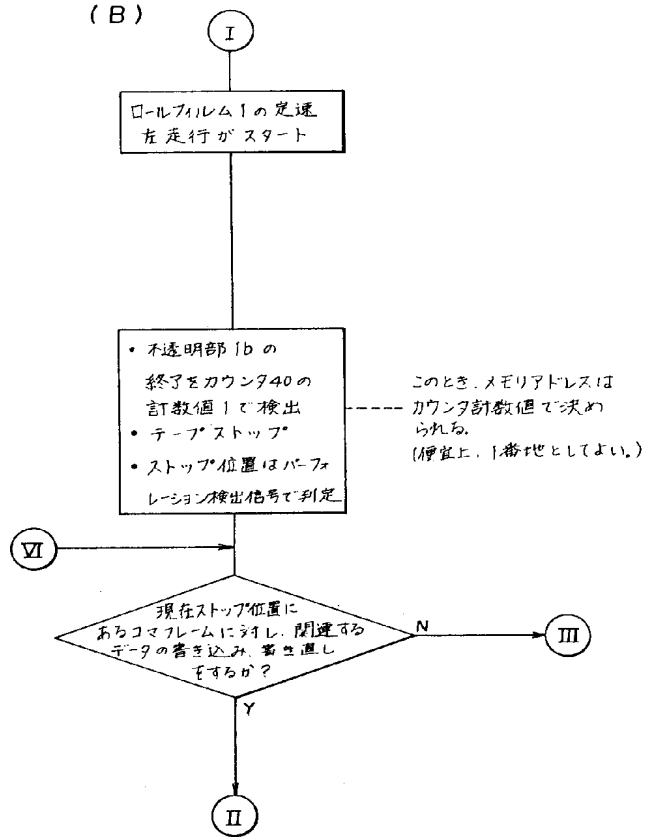 (B)
I
ロールフィルム1の定速
左走行がスタート
・不透明部1bの
終了をカウンタ40の
計数値1で検出
・テープストップ
・ストップ位置はパーフォ
レーション検出信号で判定
このとき、メモリアドレスは
カウンタ計数値で決め
られる。
(便宜上、1番地としてよい。)
VI
現在ストップ位置に
あるコマフレームに対し、関連する
データの書き込み、書き直し
をするか?
N
III
Y
II